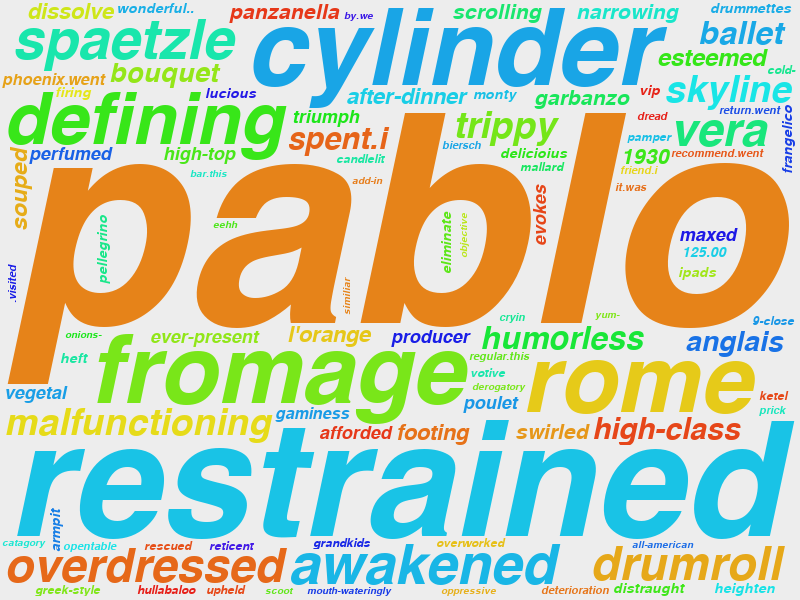 dissolve wonderful.. panzanella by.we scrolling narrowing drummettes
spaetzle cylinder ballet
esteemed
phoenix.went bouquet cold-
firing lucious after-dinner monty garbanzo vip skyline
defining triumph trippy dread return.went frangelico
spent.i pamper vera
perfumed high-top candlelit biersch delicioius 1930 recommend.went
souped bar.this add-in mallard friend.i
it.was
pablo
pellegrino eehh eliminate objective evokes maxed
125.00
ipads
.visited similiar cryin yum- 9-close
onions- ever-present l'orange producer humorless anglais
heft fromage regular.this
votive rome
derogatory
vegetal poulet ketel
malfunctioning gaminess prick
afforded footing swirled high-class
restrained
armpit
catagory opentable rescued reticent grandkids overworked all-american
overdressed awakened drumroll
greek-style hullabaloo upheld scoot mouth-wateringly oppressive deterioration distraught heighten